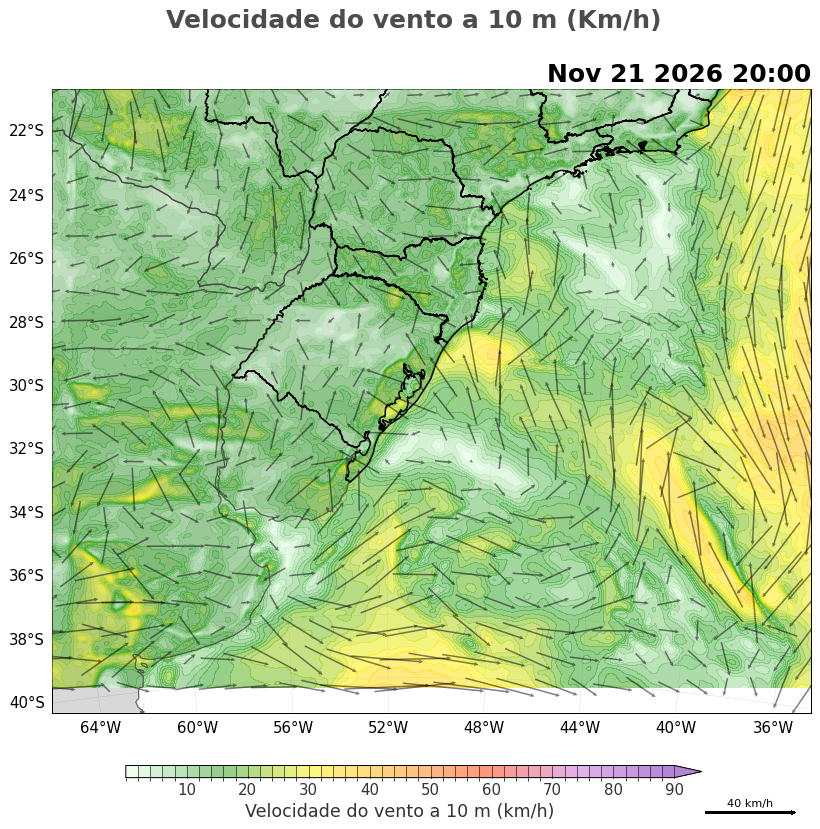 Velocidade do vento a 10 m (Km/h)
Nov 21 2026 20:00
22°S
24°S
26°S
28°S
30°S
32°S
34°S
36°S
38°S
40°S
64°W 60°W 56°W 52°W 48°W 44°W 40°W 36°W
10 20 30 40 50 60 70 80 90
Velocidade do vento a 10 m (km/h)
40 km/h